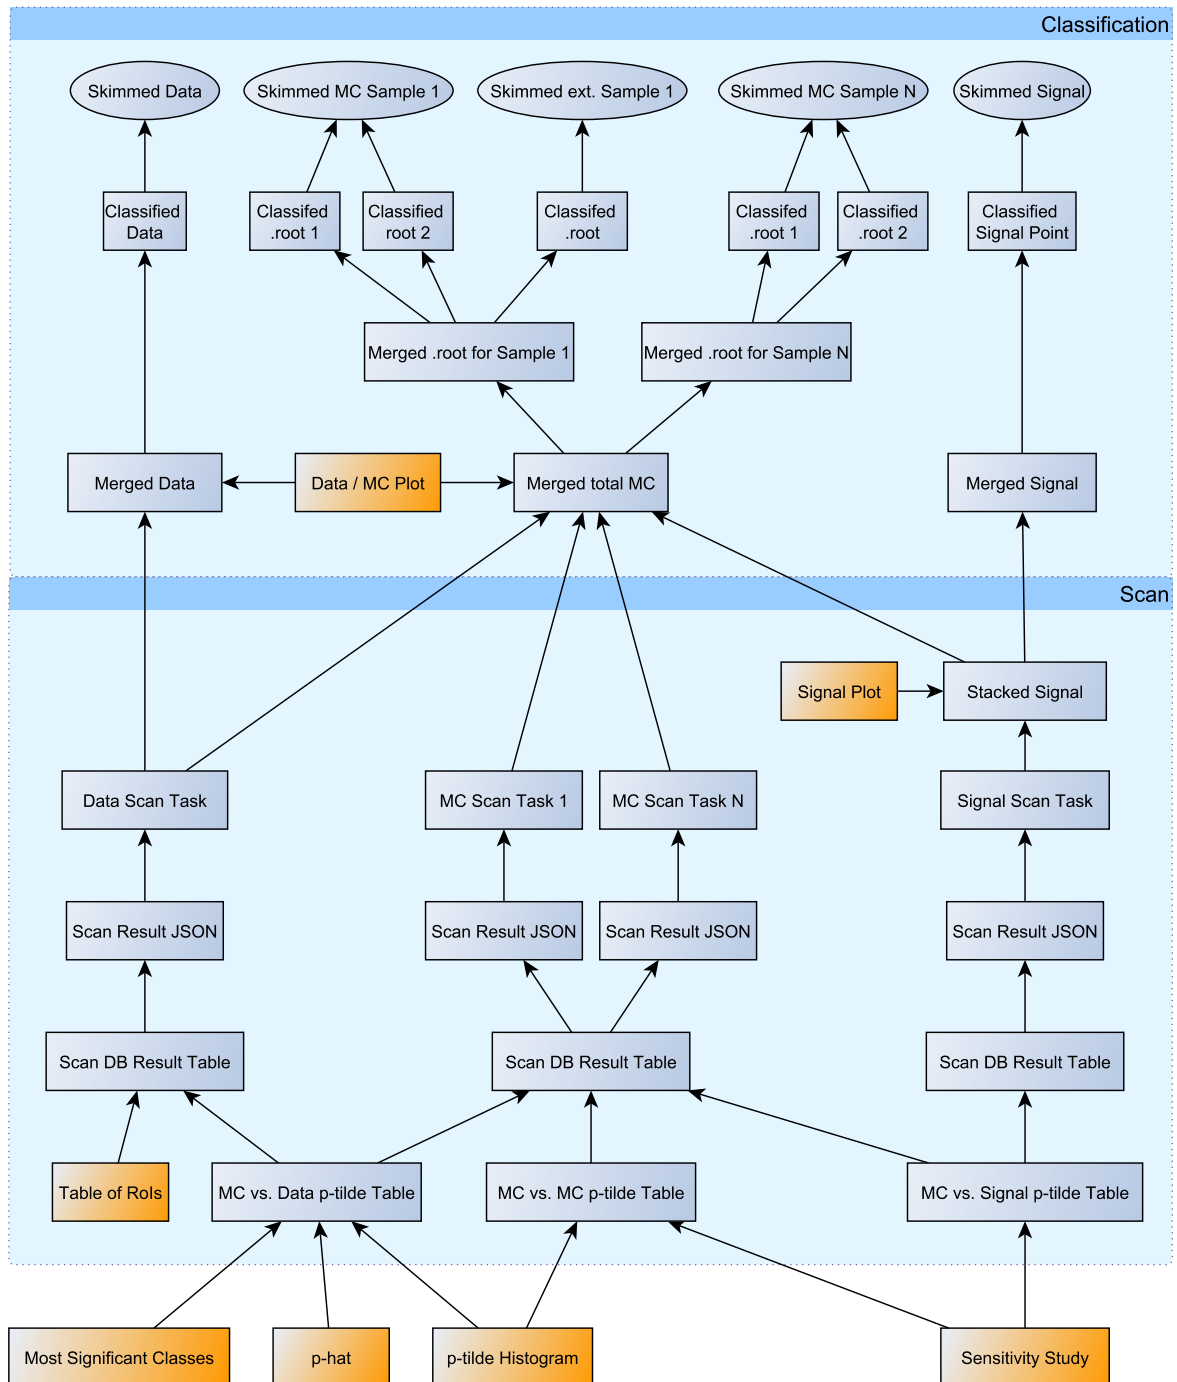 Classification
Skimmed Data
Skimmed MC Sample 1
Skimmed ext. Sample 1
Skimmed MC Sample N
Skimmed Signal
Classified
Data
Classifed
.root 1
Classified
root 2
Classifed
.root
Classifed
.root 1
Classified
.root 2
Classified
Signal Point
Merged .root for Sample 1
Merged .root for Sample N
Merged Data
Data / MC Plot
Merged total MC
Merged Signal
Scan
Signal Plot
Stacked Signal
Data Scan Task
MC Scan Task 1
MC Scan Task N
Signal Scan Task
Scan Result JSON
Scan Result JSON
Scan Result JSON
Scan Result JSON
Scan DB Result Table
Scan DB Result Table
Scan DB Result Table
Table of RoIs
MC vs. Data p-tilde Table
MC vs. MC p-tilde Table
MC vs. Signal p-tilde Table
Most Significant Classes
p-hat
p-tilde Histogram
Sensitivity Study